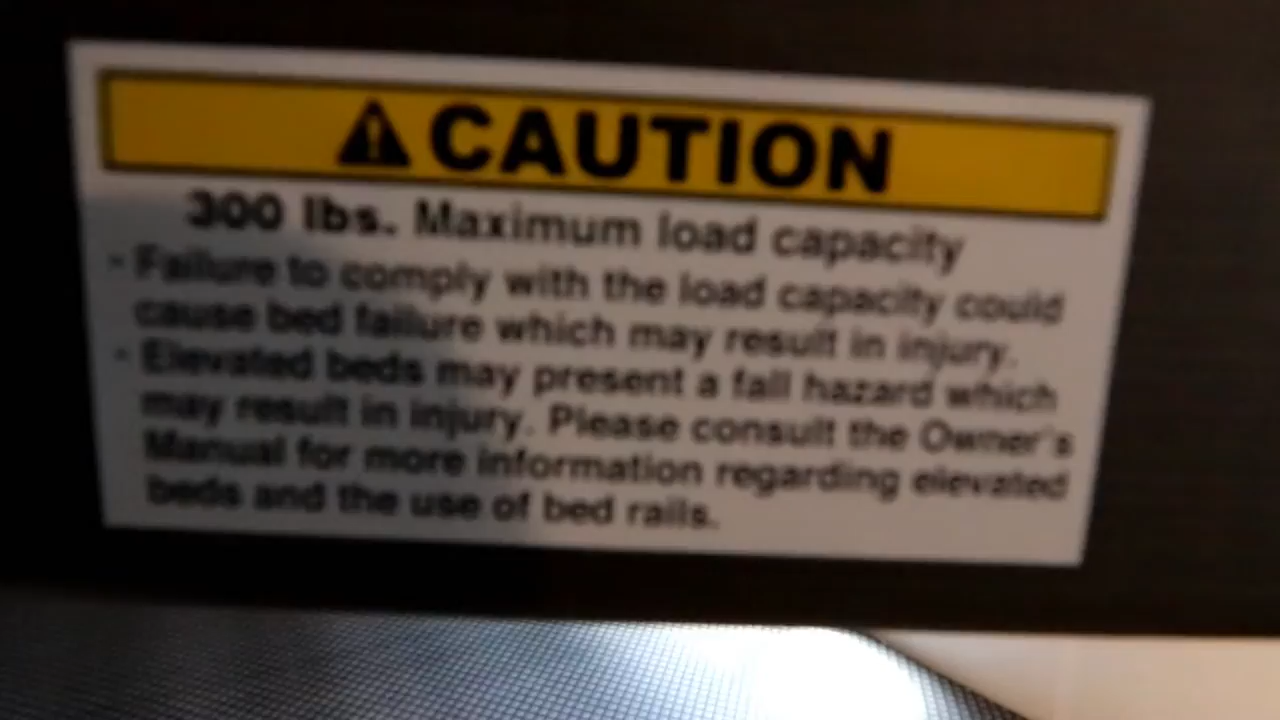 CAUTION
300 lbs. Maximum load capacity
- Failure to comply with the load capacity could
cause bed failure which may result in injury.
- Elevated beds may present a fall hazard which
may result in injury. Please consult the Owner's
Manual for more information regarding elevated
beds and the use of bed rails.